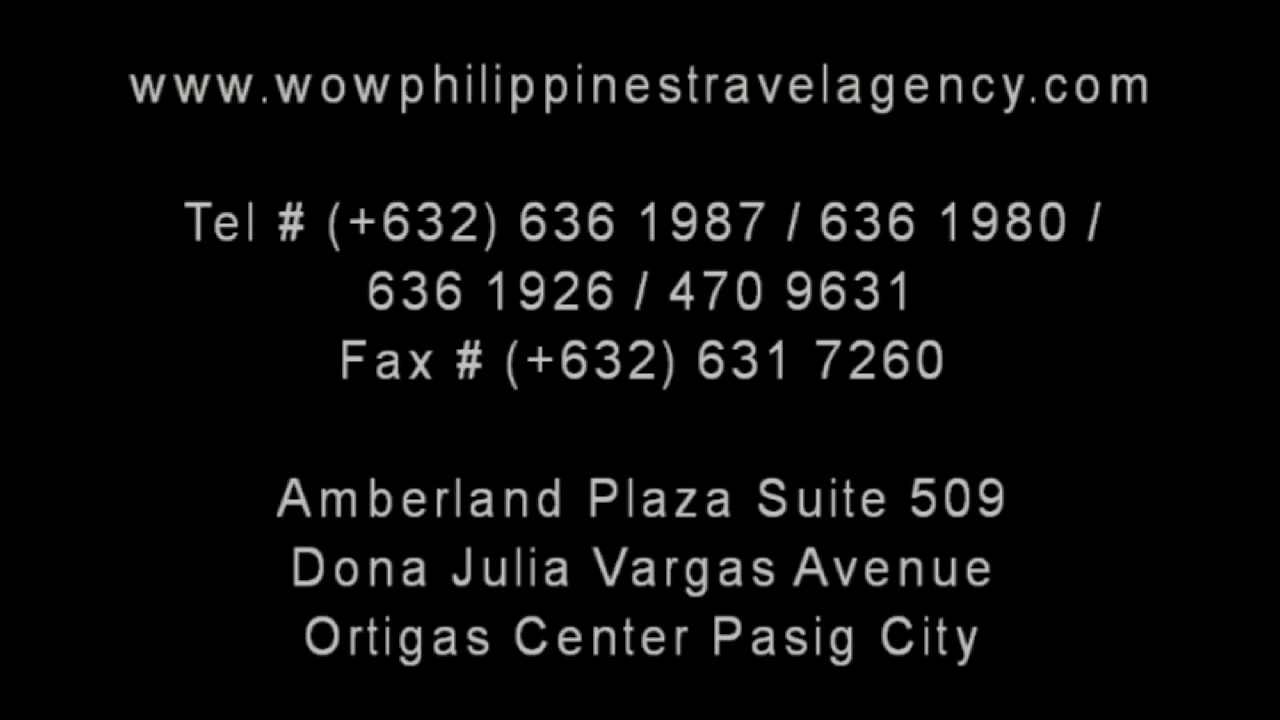 www.wowphilippinestravelagency.com
Tel # (+632) 636 1987 / 636 1980 /
636 1926 / 470 9631
Fax # (+632) 631 7260
Amberland Plaza Suite 509
Dona Julia Vargas Avenue
Ortigas Center Pasig City